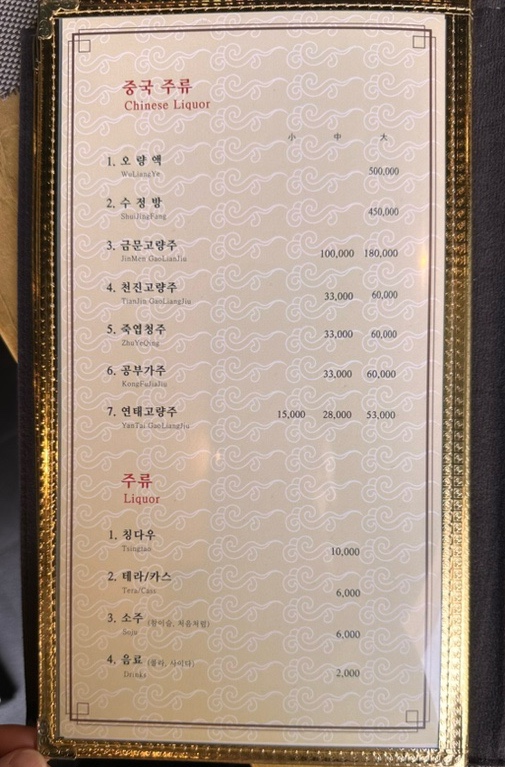 중국 주류
Chinese Liquor
小 中 大
1. 오 량 액 500,000
WuLiangYe
2. 수 정 방 450,000
ShuiJingFang
3. 금문고량주 100,000 180,000
JinMen GaoLianJiu
4. 천진고량주 33,000 60,000
TianJin GaoLiangJiu
5. 죽엽청주 33,000 60,000
ZhuYeQing
6. 공부가주 33,000 60,000
KongFuJiaJiu
7. 연태고량주 15,000 28,000 53,000
YanTai GaoLiangJiu
주류
Liquor
1. 칭다우 10,000
Tsingtao
2. 테라/카스 6,000
Tera/Cass
3. 소주 (참이슬, 처음처럼) 6,000
Soju
4. 음료 (콜라, 사이다) 2,000
Drinks